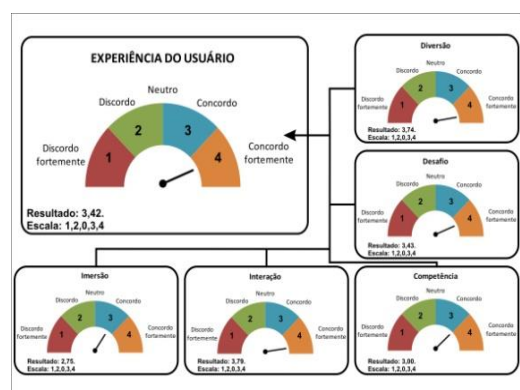 EXPERIÊNCIA DO USUÁRIO
Neutro
Discordo
Concordo
Discordo fortemente
Concordo fortemente
1
2
3
4
Resultado: 3,42.
Escala: 1,2,0,3,4
Diversão
Neutro
Discordo
Concordo
Discordo fortemente
Concordo fortemente
1
2
3
4
Resultado: 3,74.
Escala: 1,2,0,3,4
Desafio
Neutro
Discordo
Concordo
Discordo fortemente
Concordo fortemente
1
2
3
4
Resultado: 3,43.
Escala: 1,2,0,3,4
Imersão
Neutro
Discordo
Concordo
Discordo fortemente
Concordo fortemente
1
2
3
4
Resultado: 2,75.
Escala: 1,2,0,3,4
Interação
Neutro
Discordo
Concordo
Discordo fortemente
Concordo fortemente
1
2
3
4
Resultado: 3,79.
Escala: 1,2,0,3,4
Competência
Neutro
Discordo
Concordo
Discordo fortemente
Concordo fortemente
1
2
3
4
Resultado: 3,00.
Escala: 1,2,0,3,4